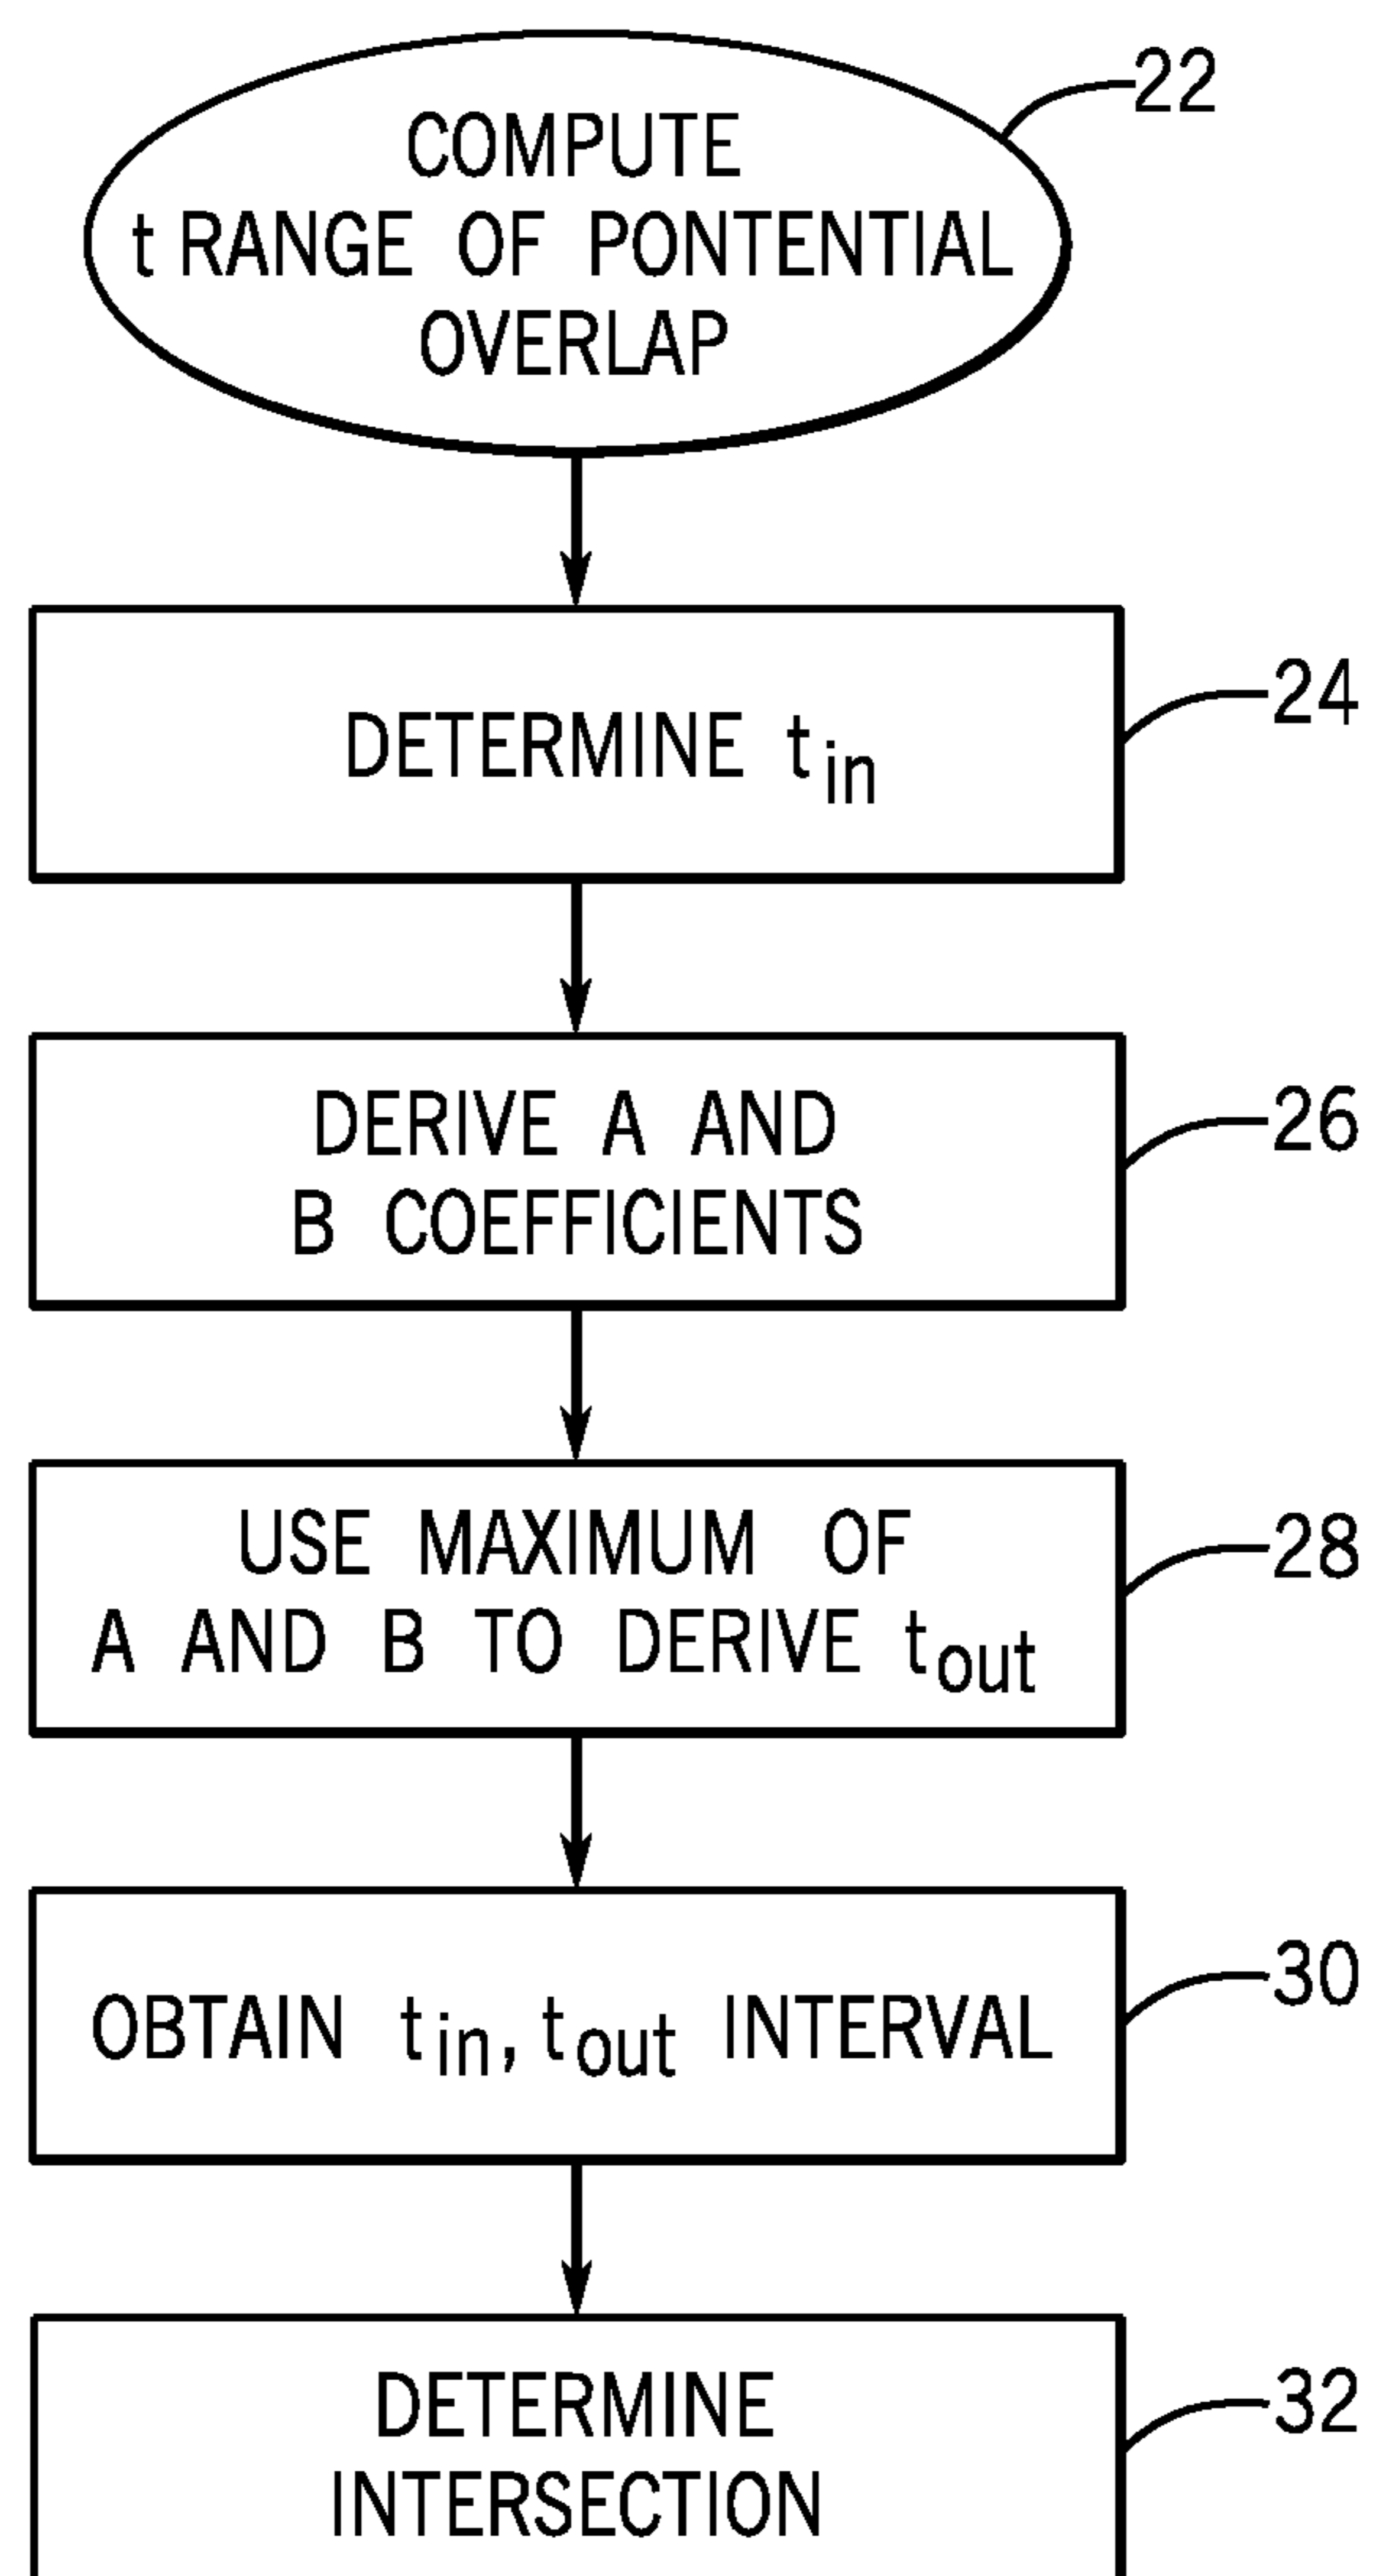 COMPUTE
t RANGE OF PONTENTIAL
OVERLAP
22
DETERMINE t_in
24
DERIVE A AND
B COEFFICIENTS
26
USE MAXIMUM OF
A AND B TO DERIVE t_out
28
OBTAIN t_in, t_out INTERVAL
30
DETERMINE
INTERSECTION
32